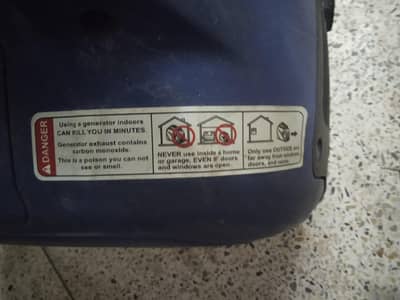 DANGER
Using a generator indoors
CAN KILL YOU IN MINUTES.
Generator exhaust contains
carbon monoxide.
This is a poison you can not
see or smell.
NEVER use inside a home
or garage, EVEN IF doors
and windows are open.
Only use OUTSIDE and
far away from windows,
doors, and vents.